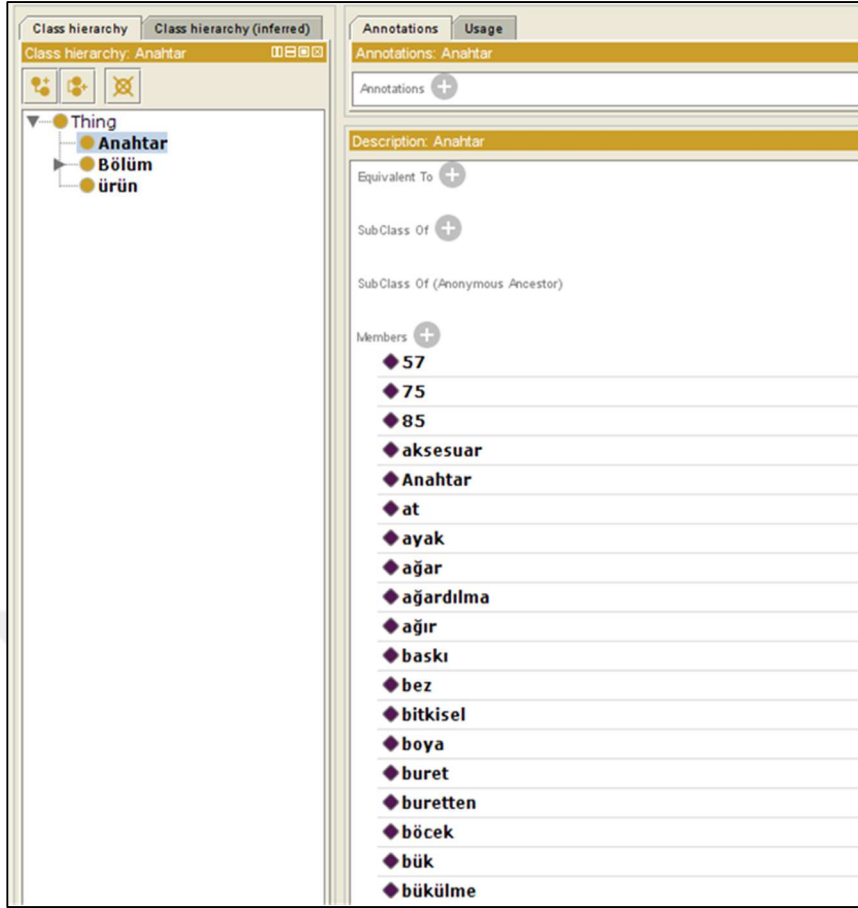 Class hierarchy
Class hierarchy (inferred)
Class hierarchy: Anahtar
Thing
Anahtar
Bölüm
ürün
Annotations
Usage
Annotations: Anahtar
Annotations
Description: Anahtar
Equivalent To
SubClass Of
SubClass Of (Anonymous Ancestor)
Members
57
75
85
aksesuar
Anahtar
at
ayak
ağar
ağardılma
ağır
baskı
bez
bitkisel
boya
buret
buretten
böcek
bük
bükülme